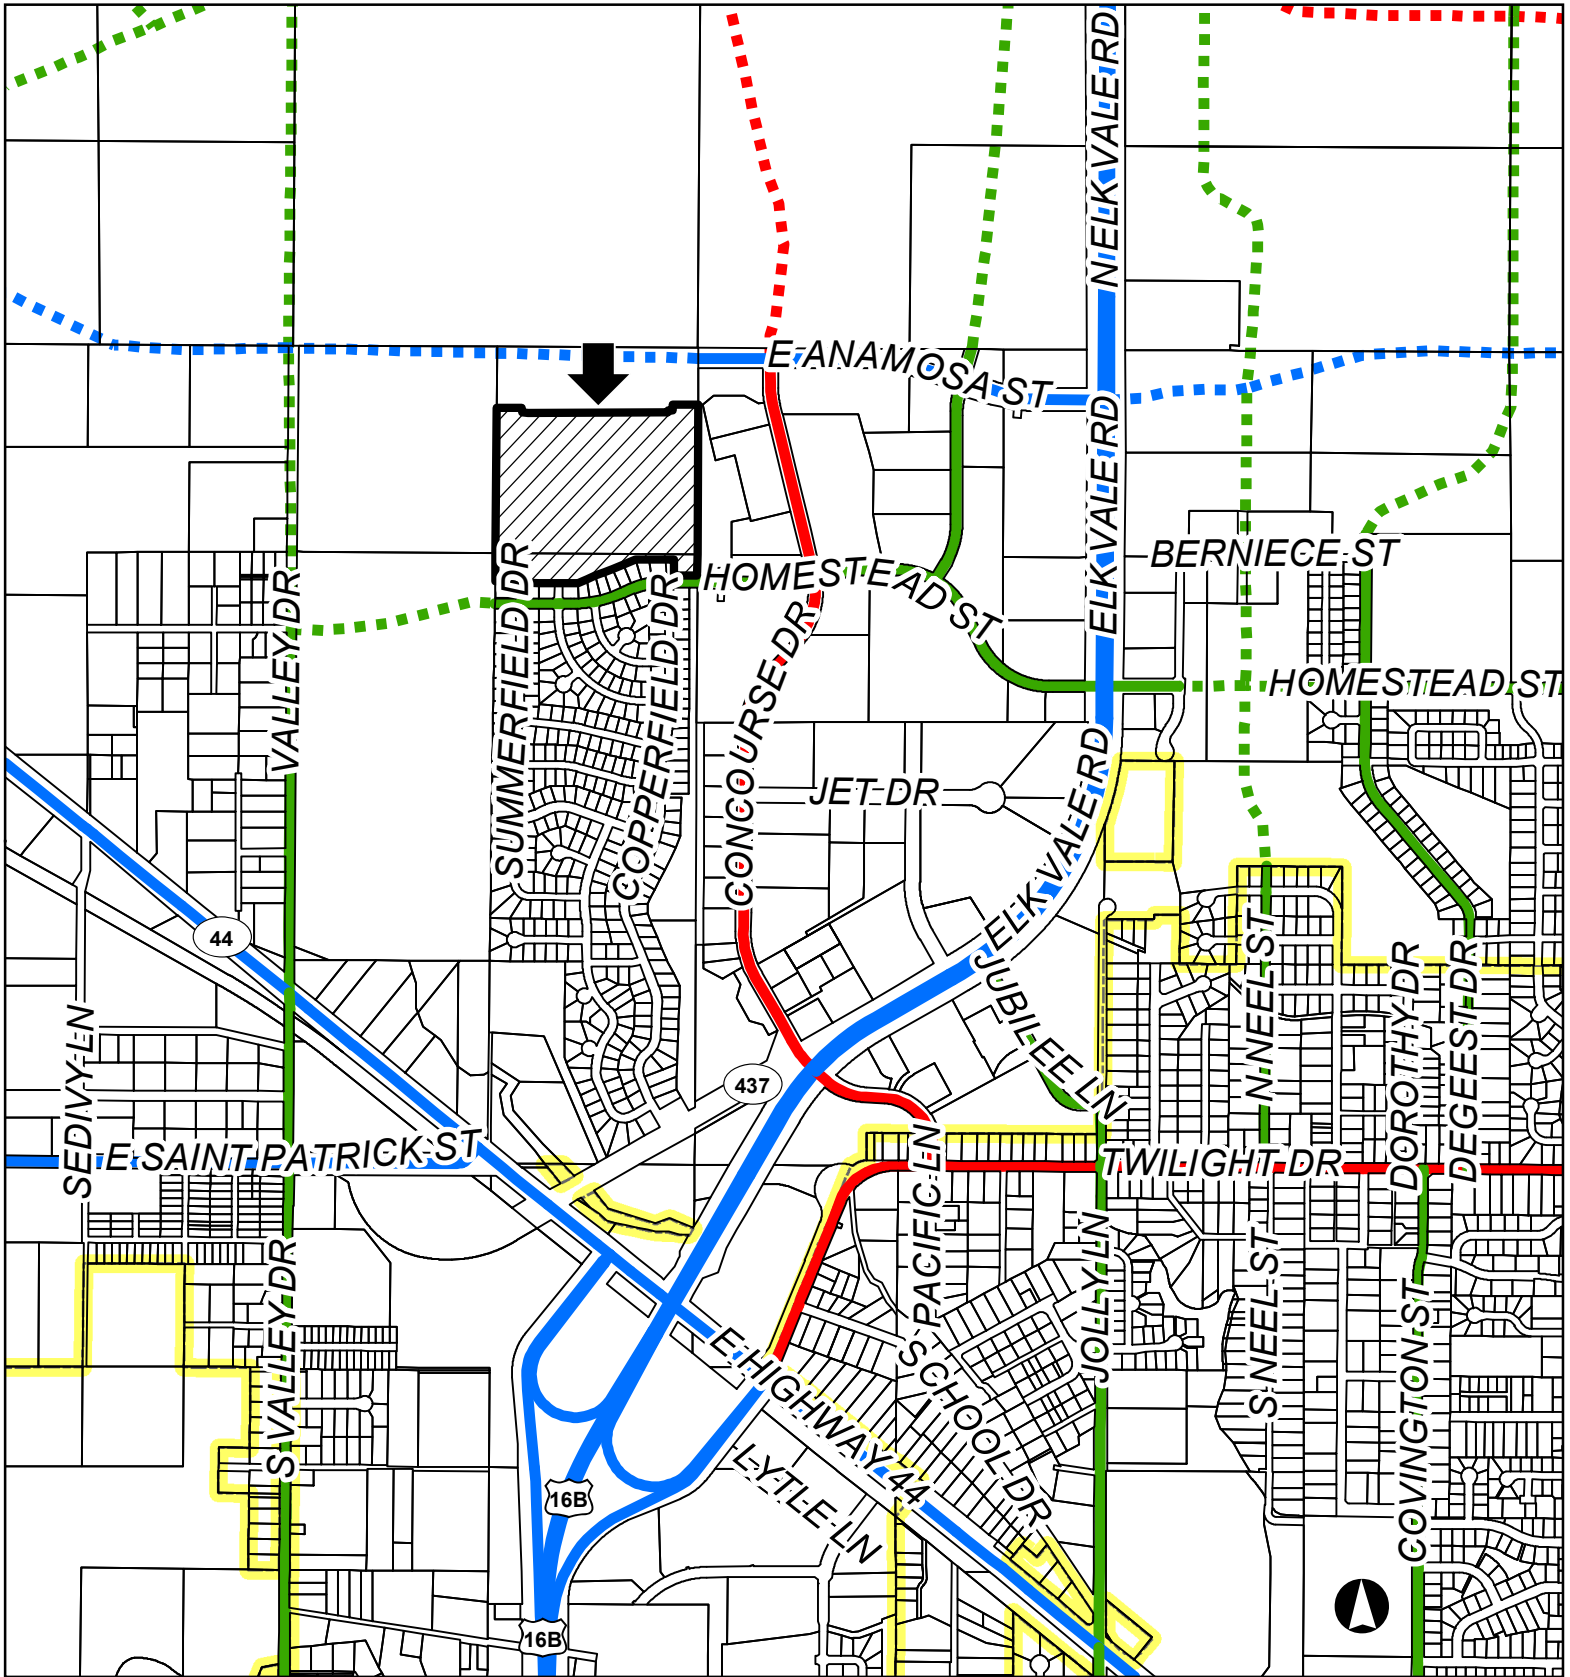 N ELK VALE RD
E ANAMOSA ST
ELK VALE RD
BERNIECE ST
HOMESTEAD ST
HOMESTEAD ST
VALLEY DR
SUMMERFIELD DR
COPPERFIELD DR
CONCOURSE DR
JET DR
ELK VALE RD
44
JUBILEE LN
N NEEL ST
DOROTHY DR
DEGEEST DR
SEDIVY LN
437
E SAINT PATRICK ST
TWILIGHT DR
PACIFIC LN
S VALLEY DR
JOLLY LN
S NEEL ST
COVINGTON ST
E HIGHWAY 44
S PACIFIC LN
SCHOOL DR
LYTLE LN
16B
16B